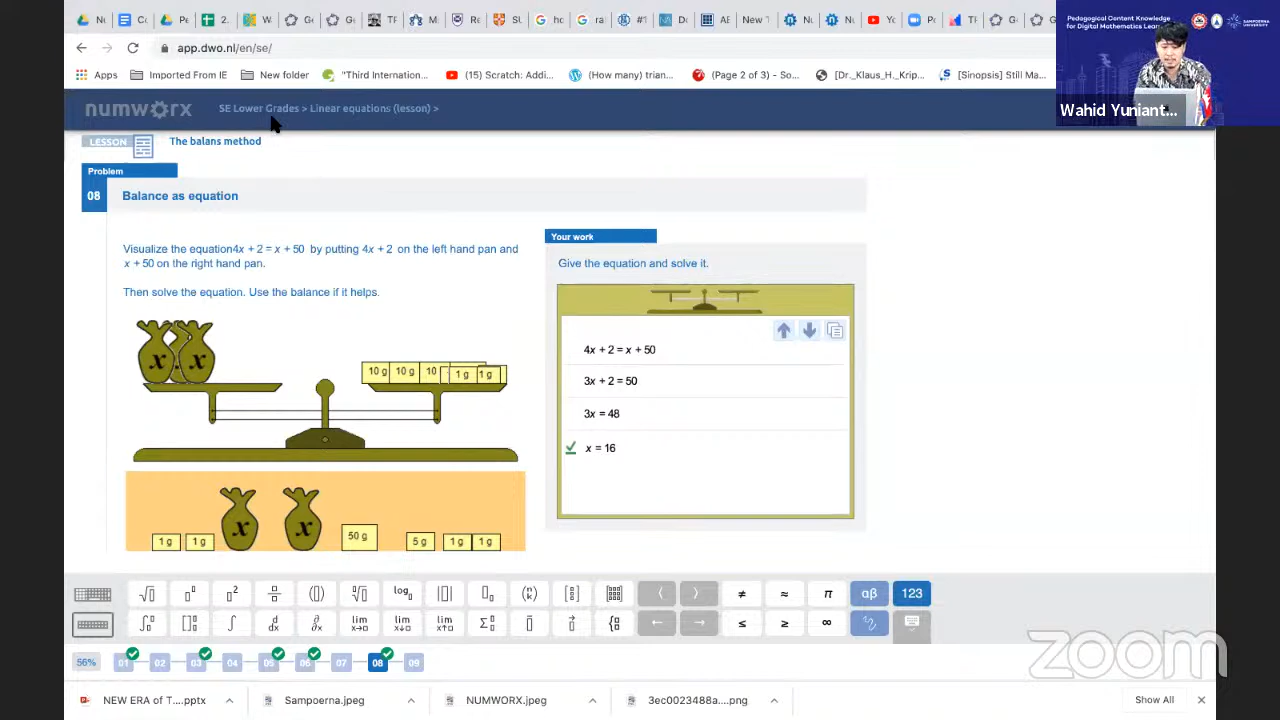 Apps
Imported From IE
New folder
"Third Internation...
(15) Scratch: Addi...
(How many) trian...
(Page 2 of 3) - So...
[Dr._Klaus_H._Krip...
[Sinopsis] Still Ma...
app.dwo.nl/en/se/
Pedagogical Content Knowledge
for Digital Mathematics Lear
SAMPOERNA
UNIVERSITY
Wahid Yuniant...
numworx
SE Lower Grades > Linear equations (lesson) >
LESSON
The balans method
Problem
08
Balance as equation
Visualize the equation4x + 2 = x + 50 by putting 4x + 2 on the left hand pan and
x + 50 on the right hand pan.
Then solve the equation. Use the balance if it helps.
x x
10 g 10 g 10 1 g 1 g
1 g 1 g x x 50 g 5 g 1 g 1 g
Your work
Give the equation and solve it.
4x + 2 = x + 50
3x + 2 = 50
3x = 48
x = 16
≠ ≈ π αβ 123
≤ ≥ ∞
56% 01 02 03 04 05 06 07 08 09
zoom
NEW ERA of T....pptx
Sampoerna.jpeg
NUMWORX.jpeg
3ec0023488a....png
Show All